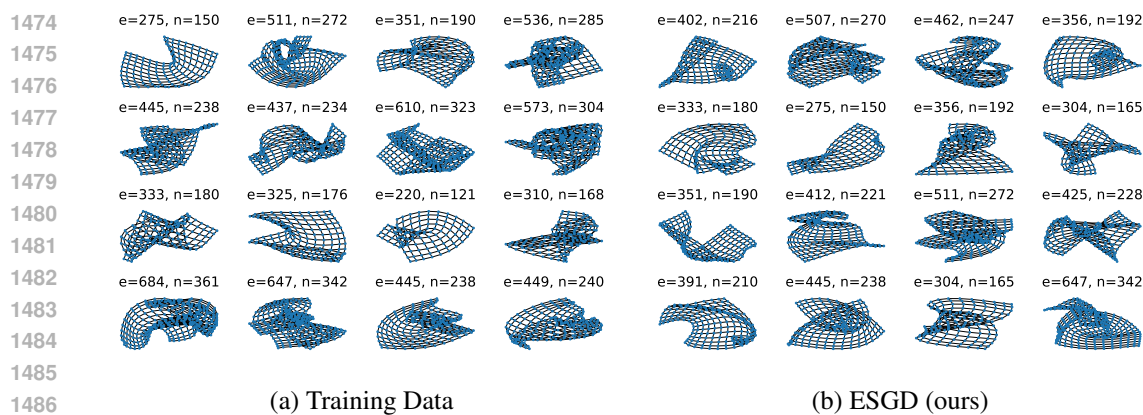 1474
1475
1476
1477
1478
1479
1480
1481
1482
1483
1484
1485
1486
e=275, n=150 e=511, n=272 e=351, n=190 e=536, n=285
e=445, n=238 e=437, n=234 e=610, n=323 e=573, n=304
e=333, n=180 e=325, n=176 e=220, n=121 e=310, n=168
e=684, n=361 e=647, n=342 e=445, n=238 e=449, n=240
(a) Training Data
e=402, n=216 e=507, n=270 e=462, n=247 e=356, n=192
e=333, n=180 e=275, n=150 e=356, n=192 e=304, n=165
e=351, n=190 e=412, n=221 e=511, n=272 e=425, n=228
e=391, n=210 e=445, n=238 e=304, n=165 e=647, n=342
(b) ESGD (ours)